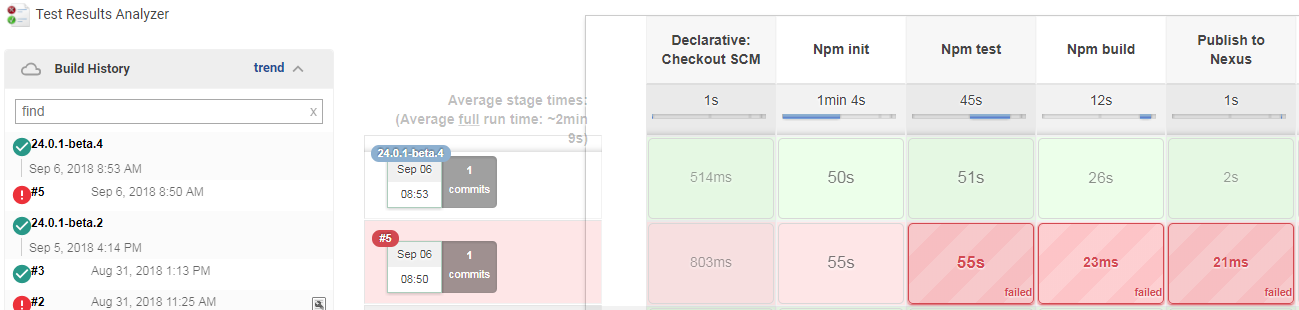 Test Results Analyzer
Build History
trend
find
x
24.0.1-beta.4
Sep 6, 2018 8:53 AM
#5
Sep 6, 2018 8:50 AM
24.0.1-beta.2
Sep 5, 2018 4:14 PM
#3
Aug 31, 2018 1:13 PM
#2
Aug 31, 2018 11:25 AM
Declarative:
Checkout SCM
Npm init
Npm test
Npm build
Publish to
Nexus
Average stage times:
(Average full run time: ~2min
9s)
1s
1min 4s
45s
12s
1s
24.0.1-beta.4
Sep 06
08:53
1
commits
514ms
50s
51s
26s
2s
#5
Sep 06
08:50
1
commits
803ms
55s
55s
failed
23ms
failed
21ms
failed